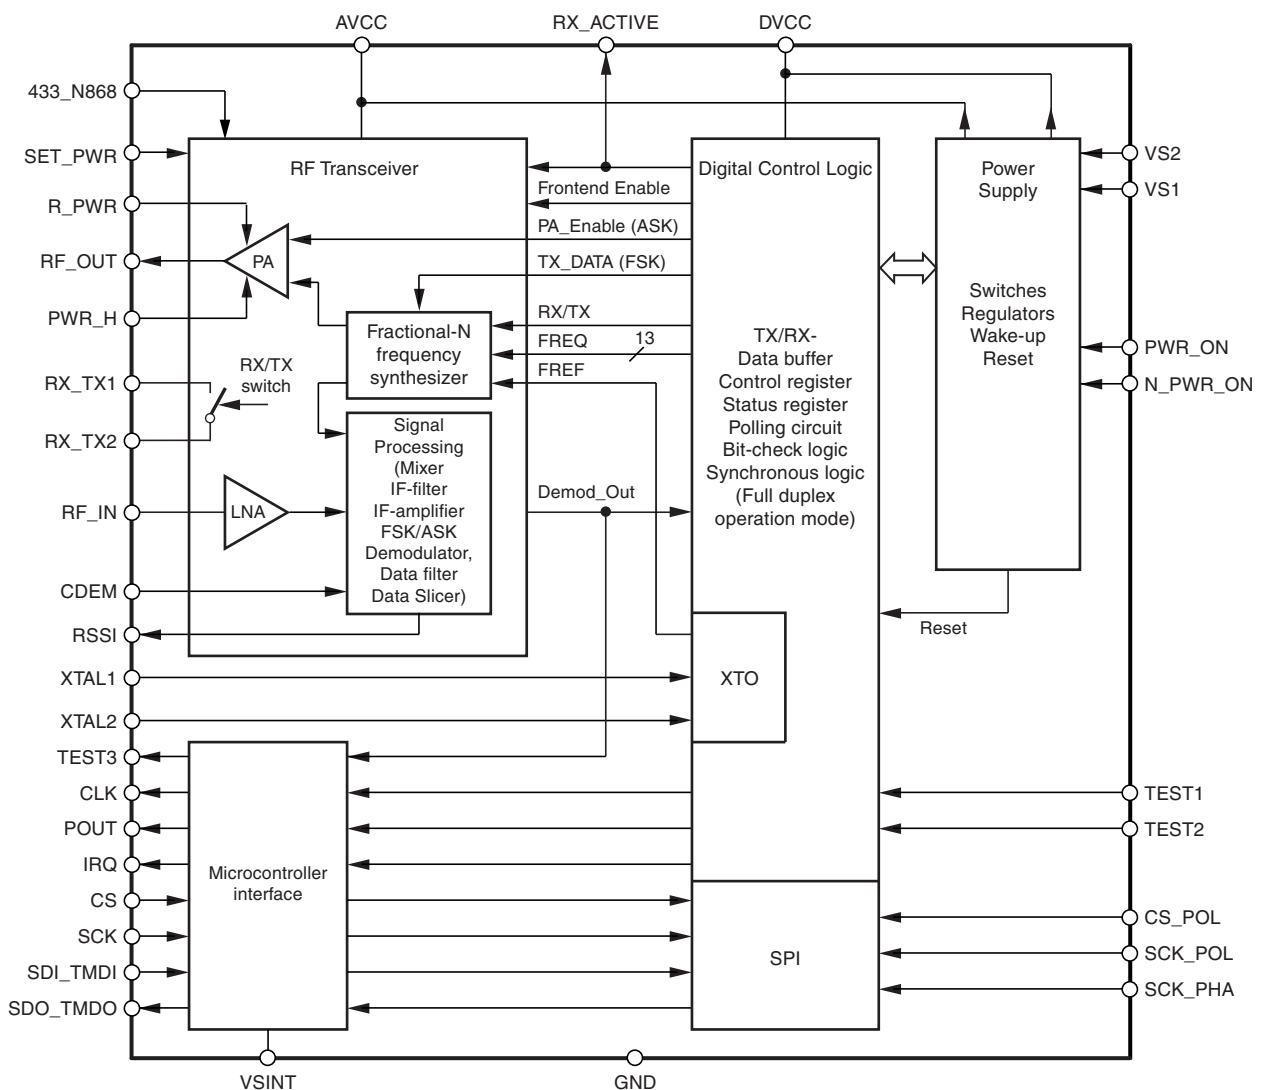 AVCC
RX_ACTIVE
DVCC
433_N868
SET_PWR
R_PWR
RF_OUT
PWR_H
RX_TX1
RX_TX2
RF_IN
CDEM
RSSI
XTAL1
XTAL2
TEST3
CLK
POUT
IRQ
CS
SCK
SDI_TMDI
SDO_TMDO
RF Transceiver
PA
RX/TX
switch
LNA
Fractional-N
frequency
synthesizer
Signal
Processing
(Mixer
IF-filter
IF-amplifier
FSK/ASK
Demodulator,
Data filter
Data Slicer)
Frontend Enable
PA_Enable (ASK)
TX_DATA (FSK)
RX/TX
FREQ
13
FREF
Demod_Out
Digital Control Logic
TX/RX-
Data buffer
Control register
Status register
Polling circuit
Bit-check logic
Synchronous logic
(Full duplex
operation mode)
XTO
SPI
Microcontroller
interface
Power
Supply
Switches
Regulators
Wake-up
Reset
Reset
VS2
VS1
PWR_ON
N_PWR_ON
TEST1
TEST2
CS_POL
SCK_POL
SCK_PHA
VSINT
GND